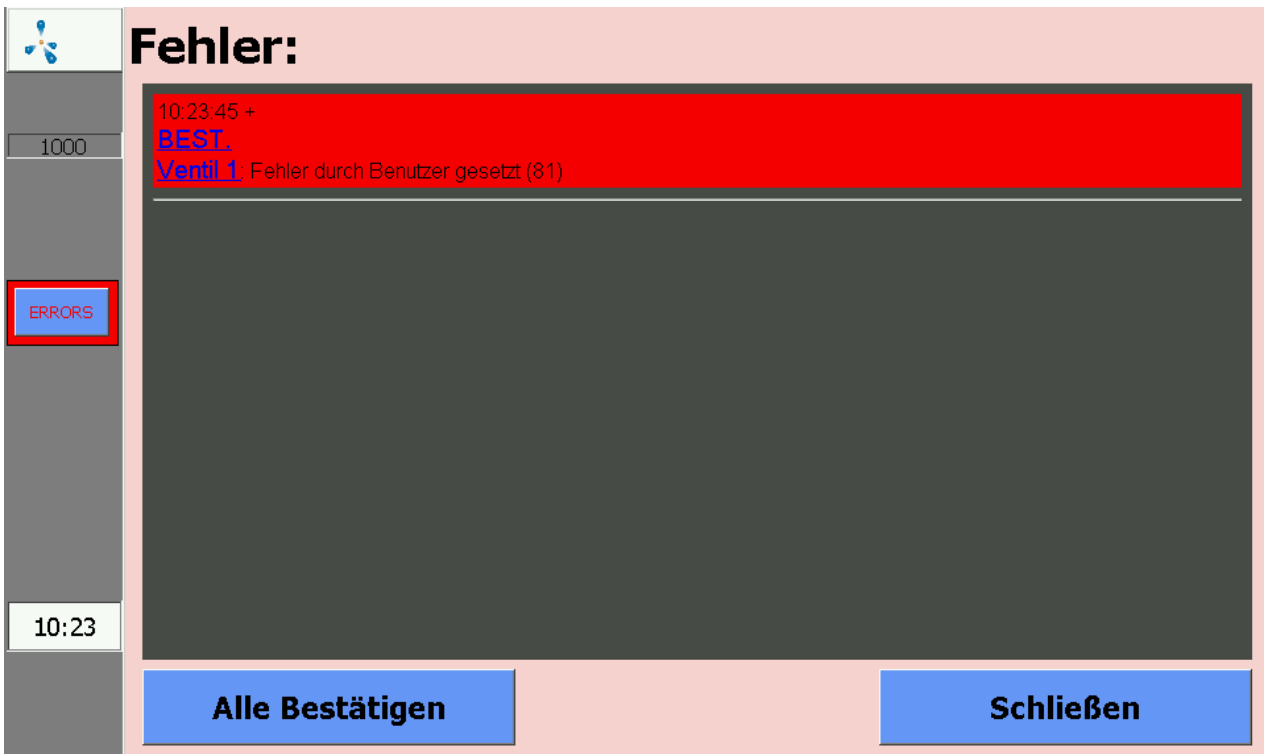 Fehler:
10:23:45 +
BEST.
Ventil 1: Fehler durch Benutzer gesetzt (81)
1000
ERRORS
10:23
Alle Bestätigen
Schließen